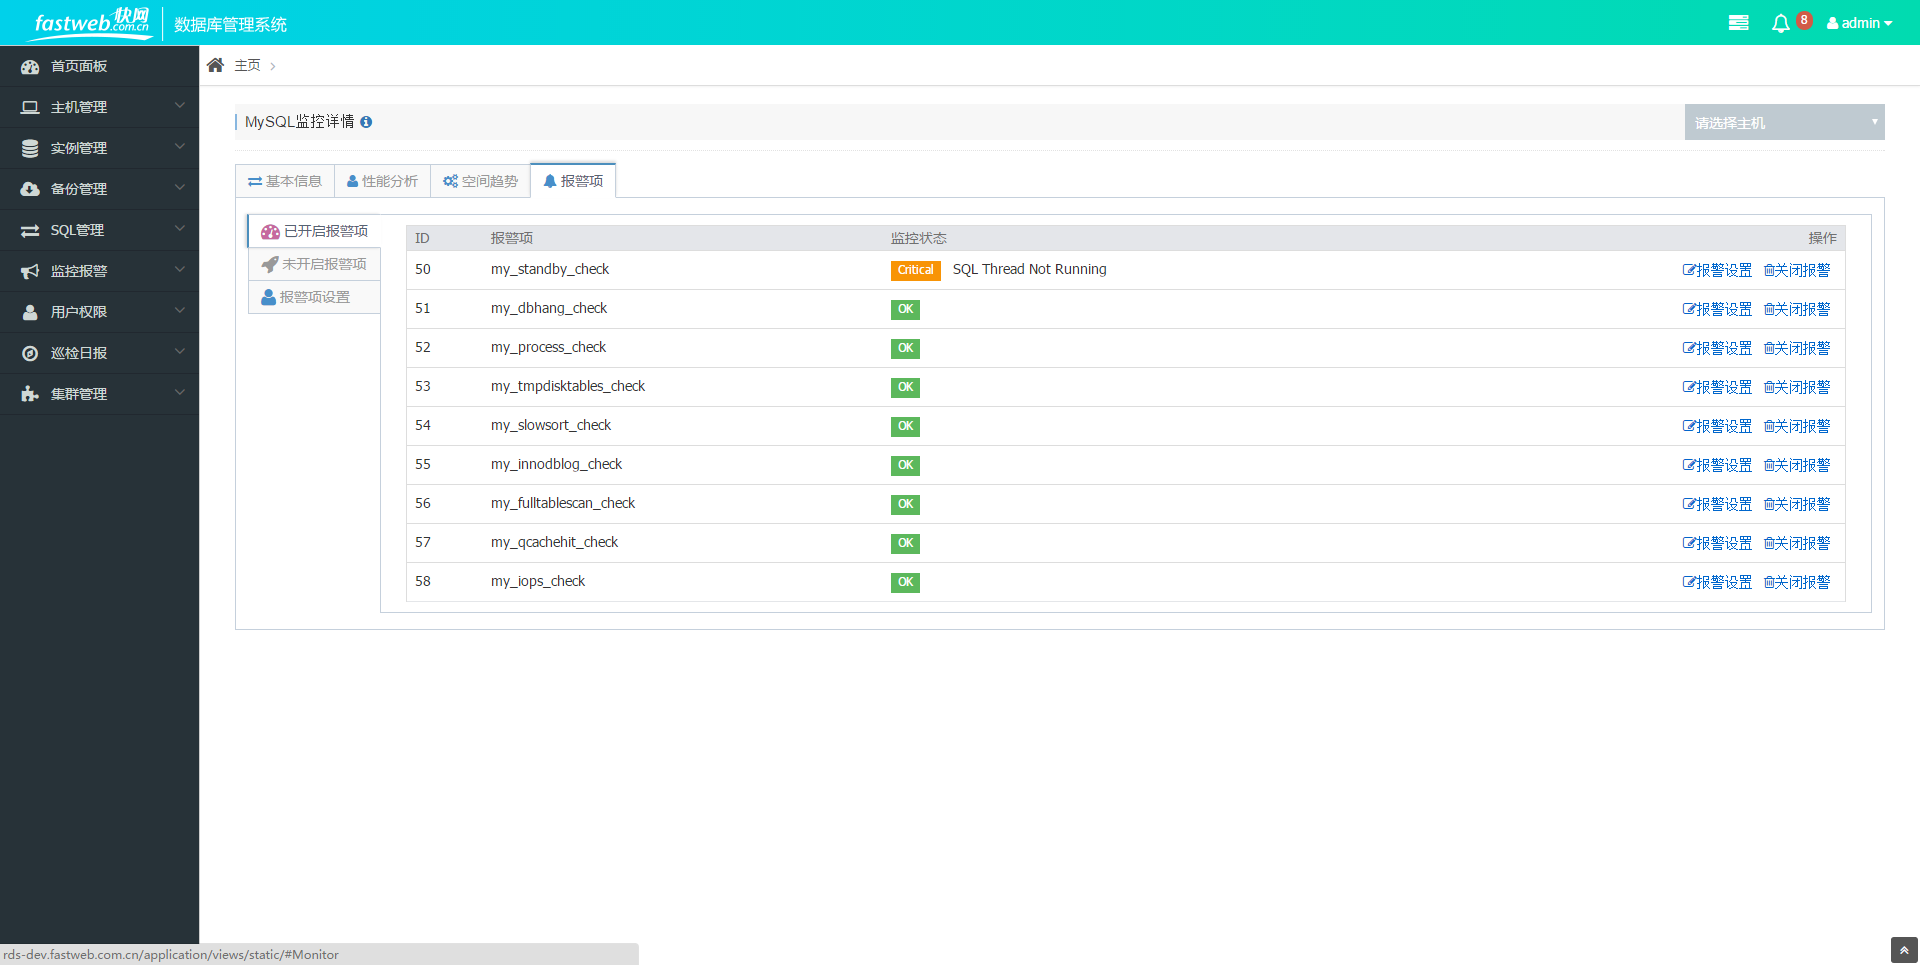 fastweb快网 .com.cn 数据库管理系统 8 admin
首页面板
主机管理
实例管理
备份管理
SQL管理
监控报警
用户权限
巡检日报
集群管理
主页
MySQL监控详情 请选择主机
基本信息 性能分析 空间趋势 报警项
已开启报警项
未开启报警项
报警项设置
ID 报警项 监控状态 操作
50 my_standby_check Critical SQL Thread Not Running 报警设置 关闭报警
51 my_dbhang_check OK 报警设置 关闭报警
52 my_process_check OK 报警设置 关闭报警
53 my_tmpdisktables_check OK 报警设置 关闭报警
54 my_slowsort_check OK 报警设置 关闭报警
55 my_innodblog_check OK 报警设置 关闭报警
56 my_fulltablescan_check OK 报警设置 关闭报警
57 my_qcachehit_check OK 报警设置 关闭报警
58 my_iops_check OK 报警设置 关闭报警
rds-dev.fastweb.com.cn/application/views/static/#Monitor